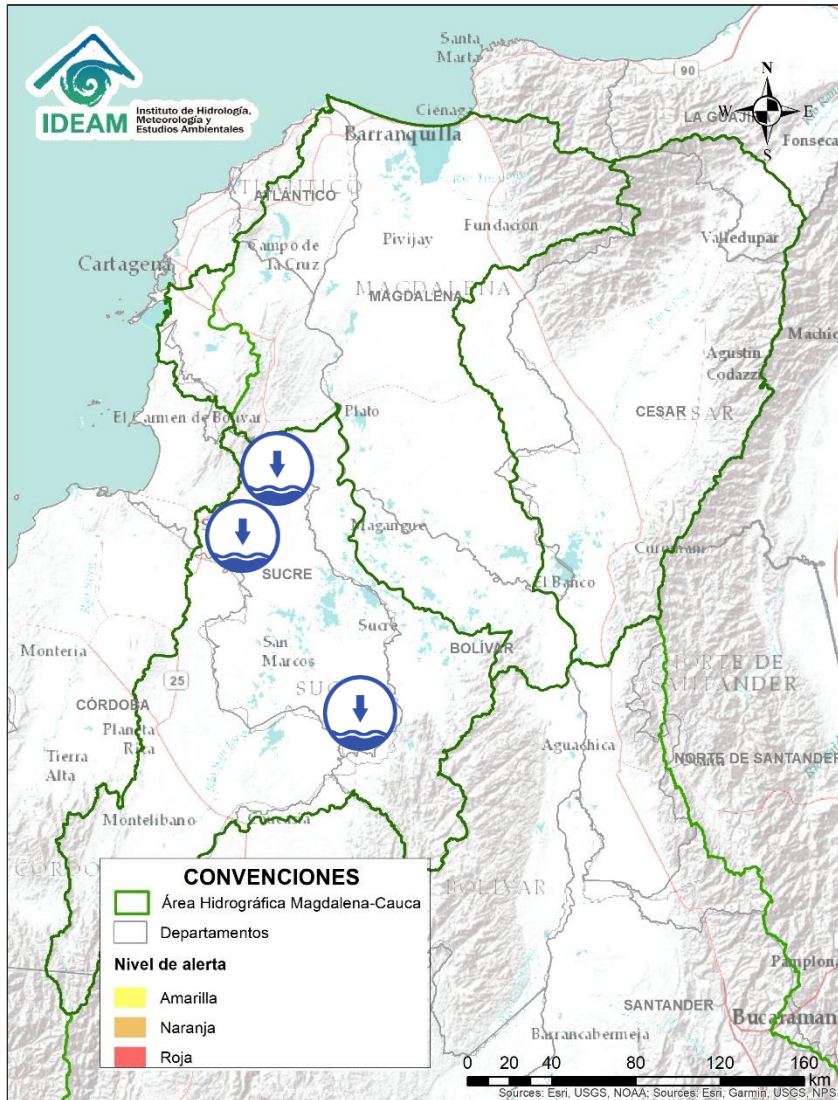 IDEAM
Instituto de Hidrología,
Meteorología y
Estudios Ambientales
Santa
Marta
90
N
W
E
S
Ciénaga
Barranquilla
Fonseca
ATLÁNTICO
Campo de
la Cruz
Pivijay
Fundación
Valledupar
Cartagena
MAGDALENA
MAGDALENA
Agustín
Codazzi
CESAR
CESAR
El Carmen de Bolívar
Plato
Magangué
Curumaní
SUCRE
El Banco
Sucre
BOLÍVAR
Montería
San
Marcos
25
CÓRDOBA
Planeta
Rica
Tierra
Alta
NORTE DE
SANTANDER
Aguachica
NORTE DE SANTANDER
Montelíbano
BOLÍVAR
CONVENCIONES
Área Hidrográfica Magdalena-Cauca
Departamentos
Nivel de alerta
Amarilla
Naranja
Roja
Pamplona
SANTANDER
Bucaraman
Barrancabermeja
0 20 40 80 120 160
km
Sources: Esri, USGS, NOAA; Sources: Esri, Garmin, USGS, NPS